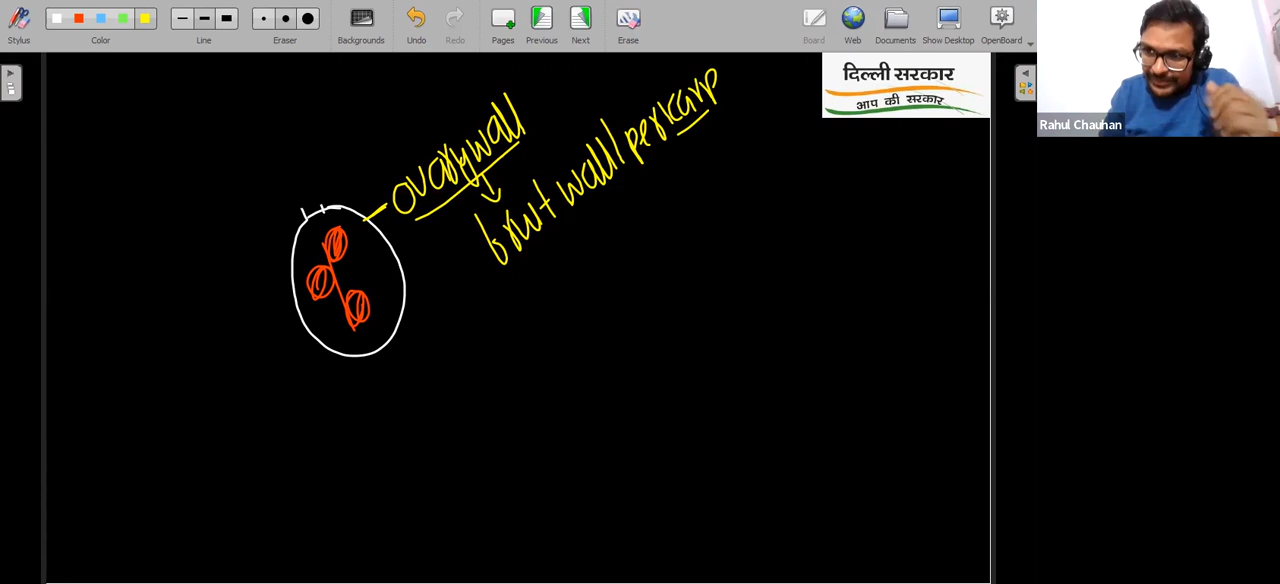 Stylus
Color
Line
Eraser
Backgrounds
Undo
Redo
Pages
Previous
Next
Erase
Board
Web
Documents
Show Desktop
OpenBoard
दिल्ली सरकार
आप की सरकार
Rahul Chauhan
ovary wall
fruit wall/perkarp